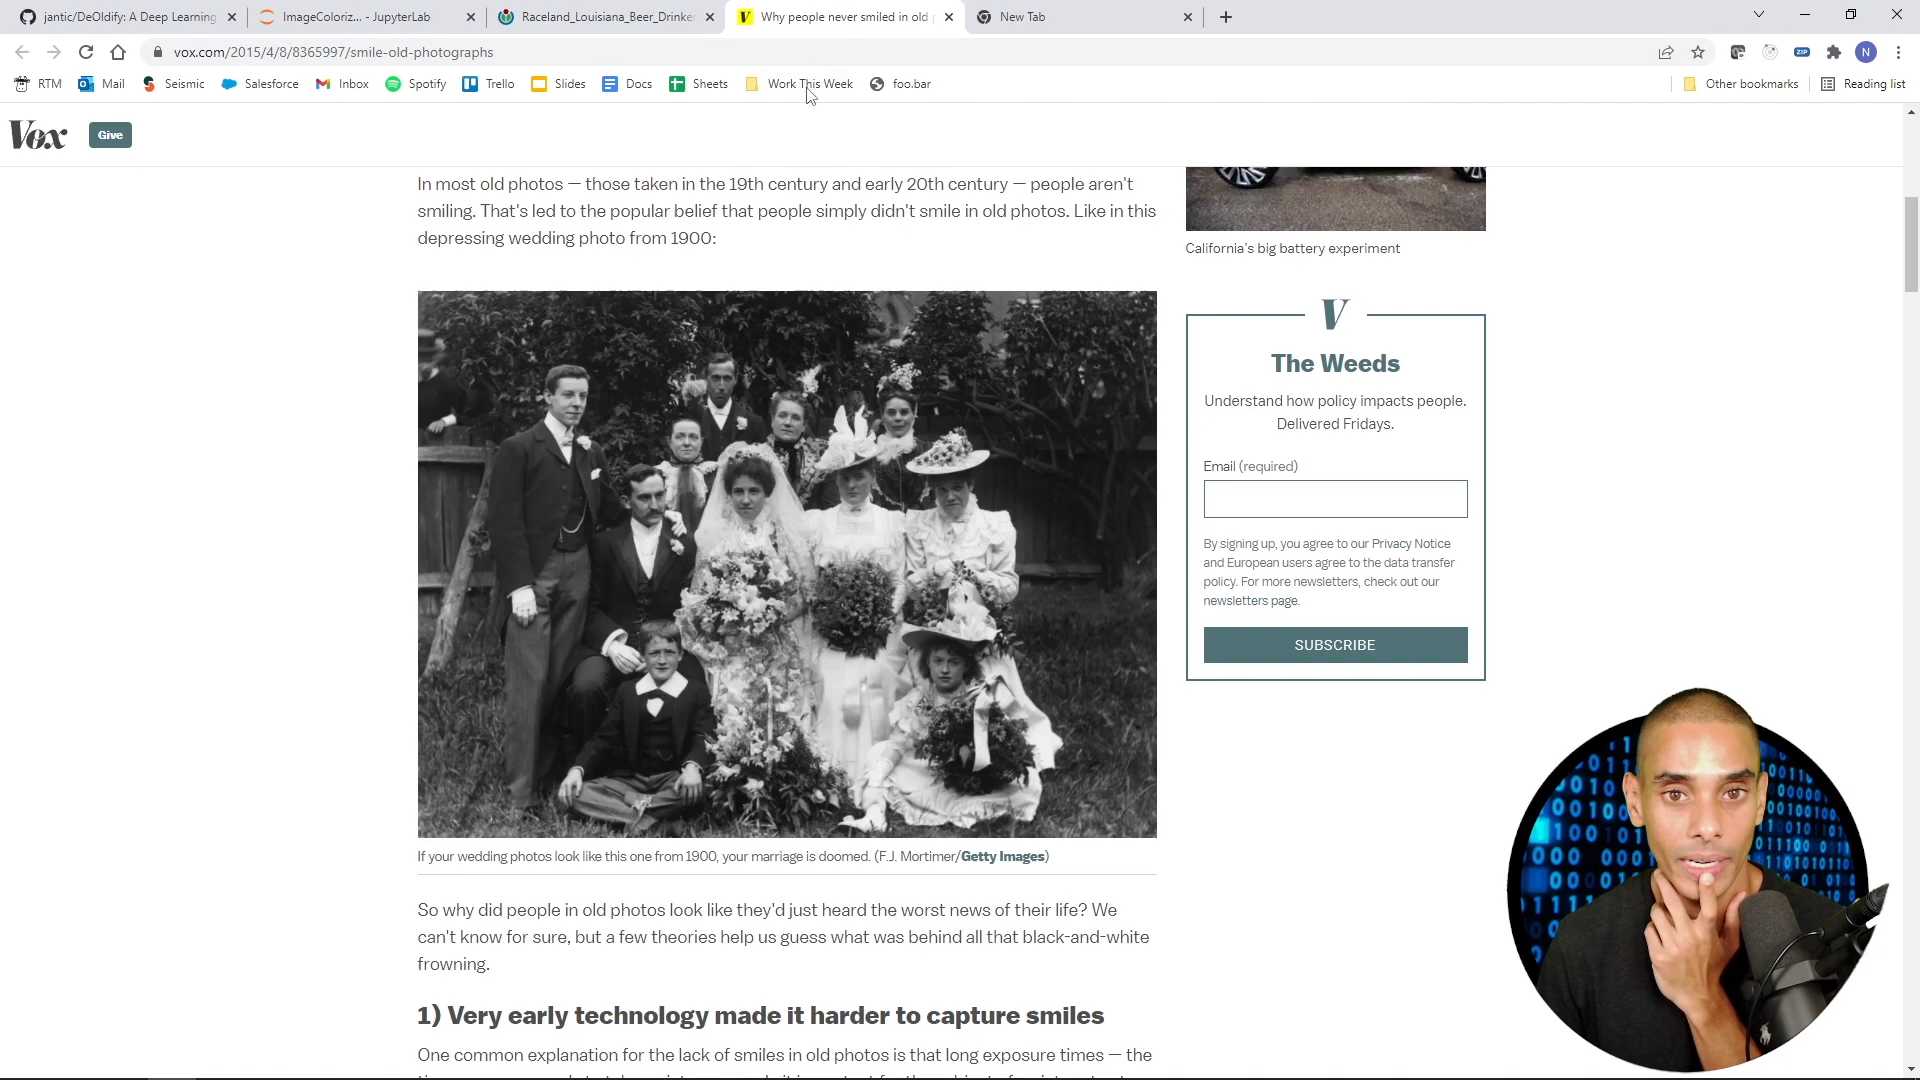 jantic/DeOldify: A Deep Learning
ImageColoriz... - JupyterLab
Raceland_Louisiana_Beer_Drinker
Why people never smiled in old p
New Tab
vox.com/2015/4/8/8365997/smile-old-photographs
ZIP
N
RTM
Mail
Seismic
Salesforce
Inbox
Spotify
Trello
Slides
Docs
Sheets
Work This Week
foo.bar
Other bookmarks
Reading list
Vox
Give
In most old photos — those taken in the 19th century and early 20th century — people aren't
smiling. That's led to the popular belief that people simply didn't smile in old photos. Like in this
depressing wedding photo from 1900:
If your wedding photos look like this one from 1900, your marriage is doomed. (F.J. Mortimer/Getty Images)
So why did people in old photos look like they'd just heard the worst news of their life? We
can't know for sure, but a few theories help us guess what was behind all that black-and-white
frowning.
1) Very early technology made it harder to capture smiles
One common explanation for the lack of smiles in old photos is that long exposure times — the
California's big battery experiment
V
The Weeds
Understand how policy impacts people.
Delivered Fridays.
Email (required)
By signing up, you agree to our Privacy Notice
and European users agree to the data transfer
policy. For more newsletters, check out our
newsletters page.
SUBSCRIBE